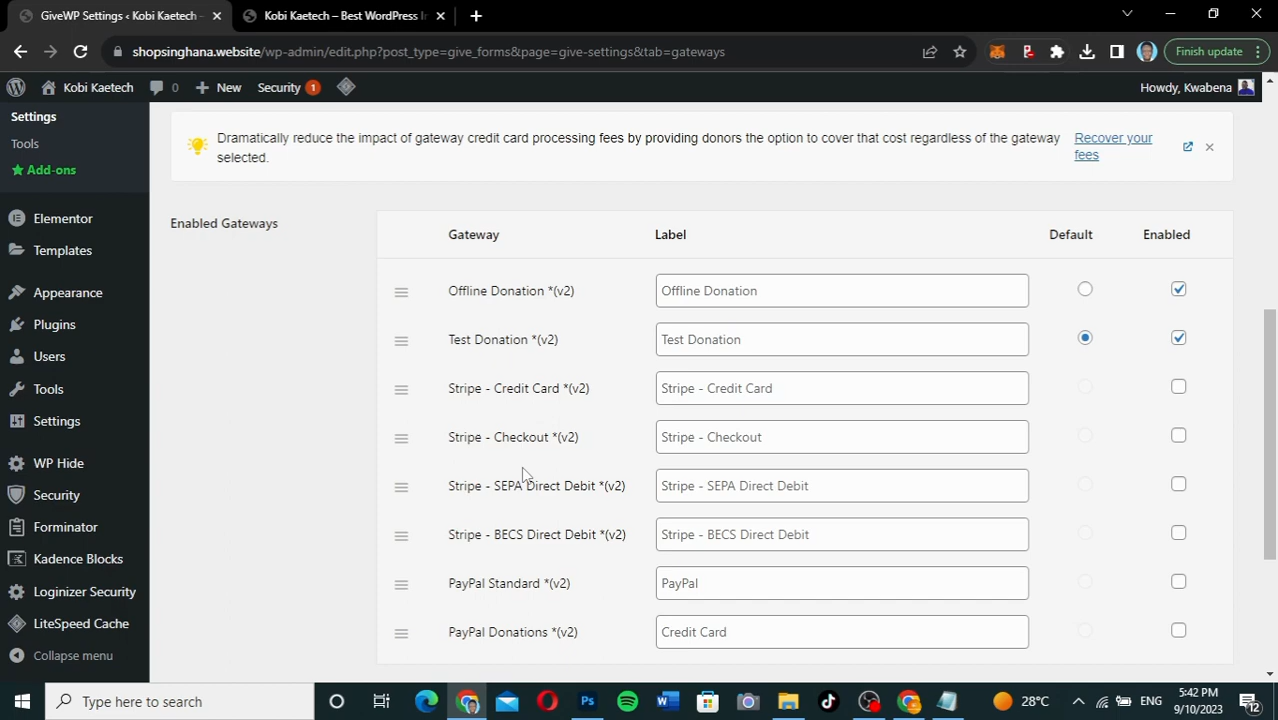 GiveWP Settings ‹ Kobi Kaetech -
Kobi Kaetech – Best WordPress In
shopsinghana.website/wp-admin/edit.php?post_type=give_forms&page=give-settings&tab=gateways
Finish update
Kobi Kaetech
0
New
Security 1
Howdy, Kwabena
Settings
Tools
Add-ons
Elementor
Templates
Appearance
Plugins
Users
Tools
Settings
WP Hide
Security
Forminator
Kadence Blocks
Loginizer Security
LiteSpeed Cache
Collapse menu
Dramatically reduce the impact of gateway credit card processing fees by providing donors the option to cover that cost regardless of the gateway
selected.
Recover your
fees
Enabled Gateways
Gateway Label Default Enabled
Offline Donation *(v2) Offline Donation
Test Donation *(v2) Test Donation
Stripe - Credit Card *(v2) Stripe - Credit Card
Stripe - Checkout *(v2) Stripe - Checkout
Stripe - SEPA Direct Debit *(v2) Stripe - SEPA Direct Debit
Stripe - BECS Direct Debit *(v2) Stripe - BECS Direct Debit
PayPal Standard *(v2) PayPal
PayPal Donations *(v2) Credit Card
Type here to search
28°C
ENG
5:42 PM
9/10/2023
12